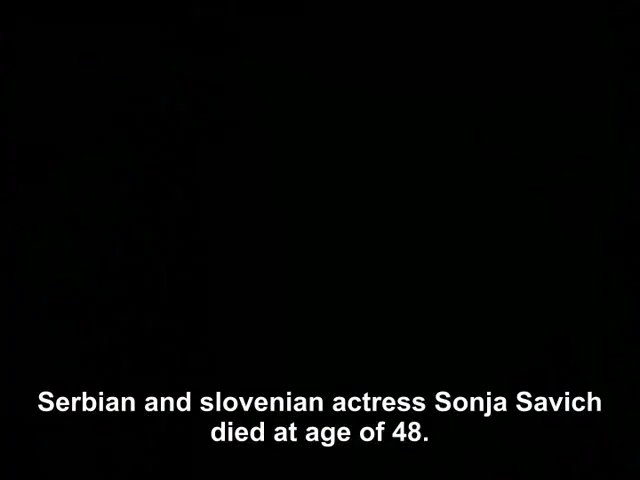 Serbian and slovenian actress Sonja Savich
died at age of 48.